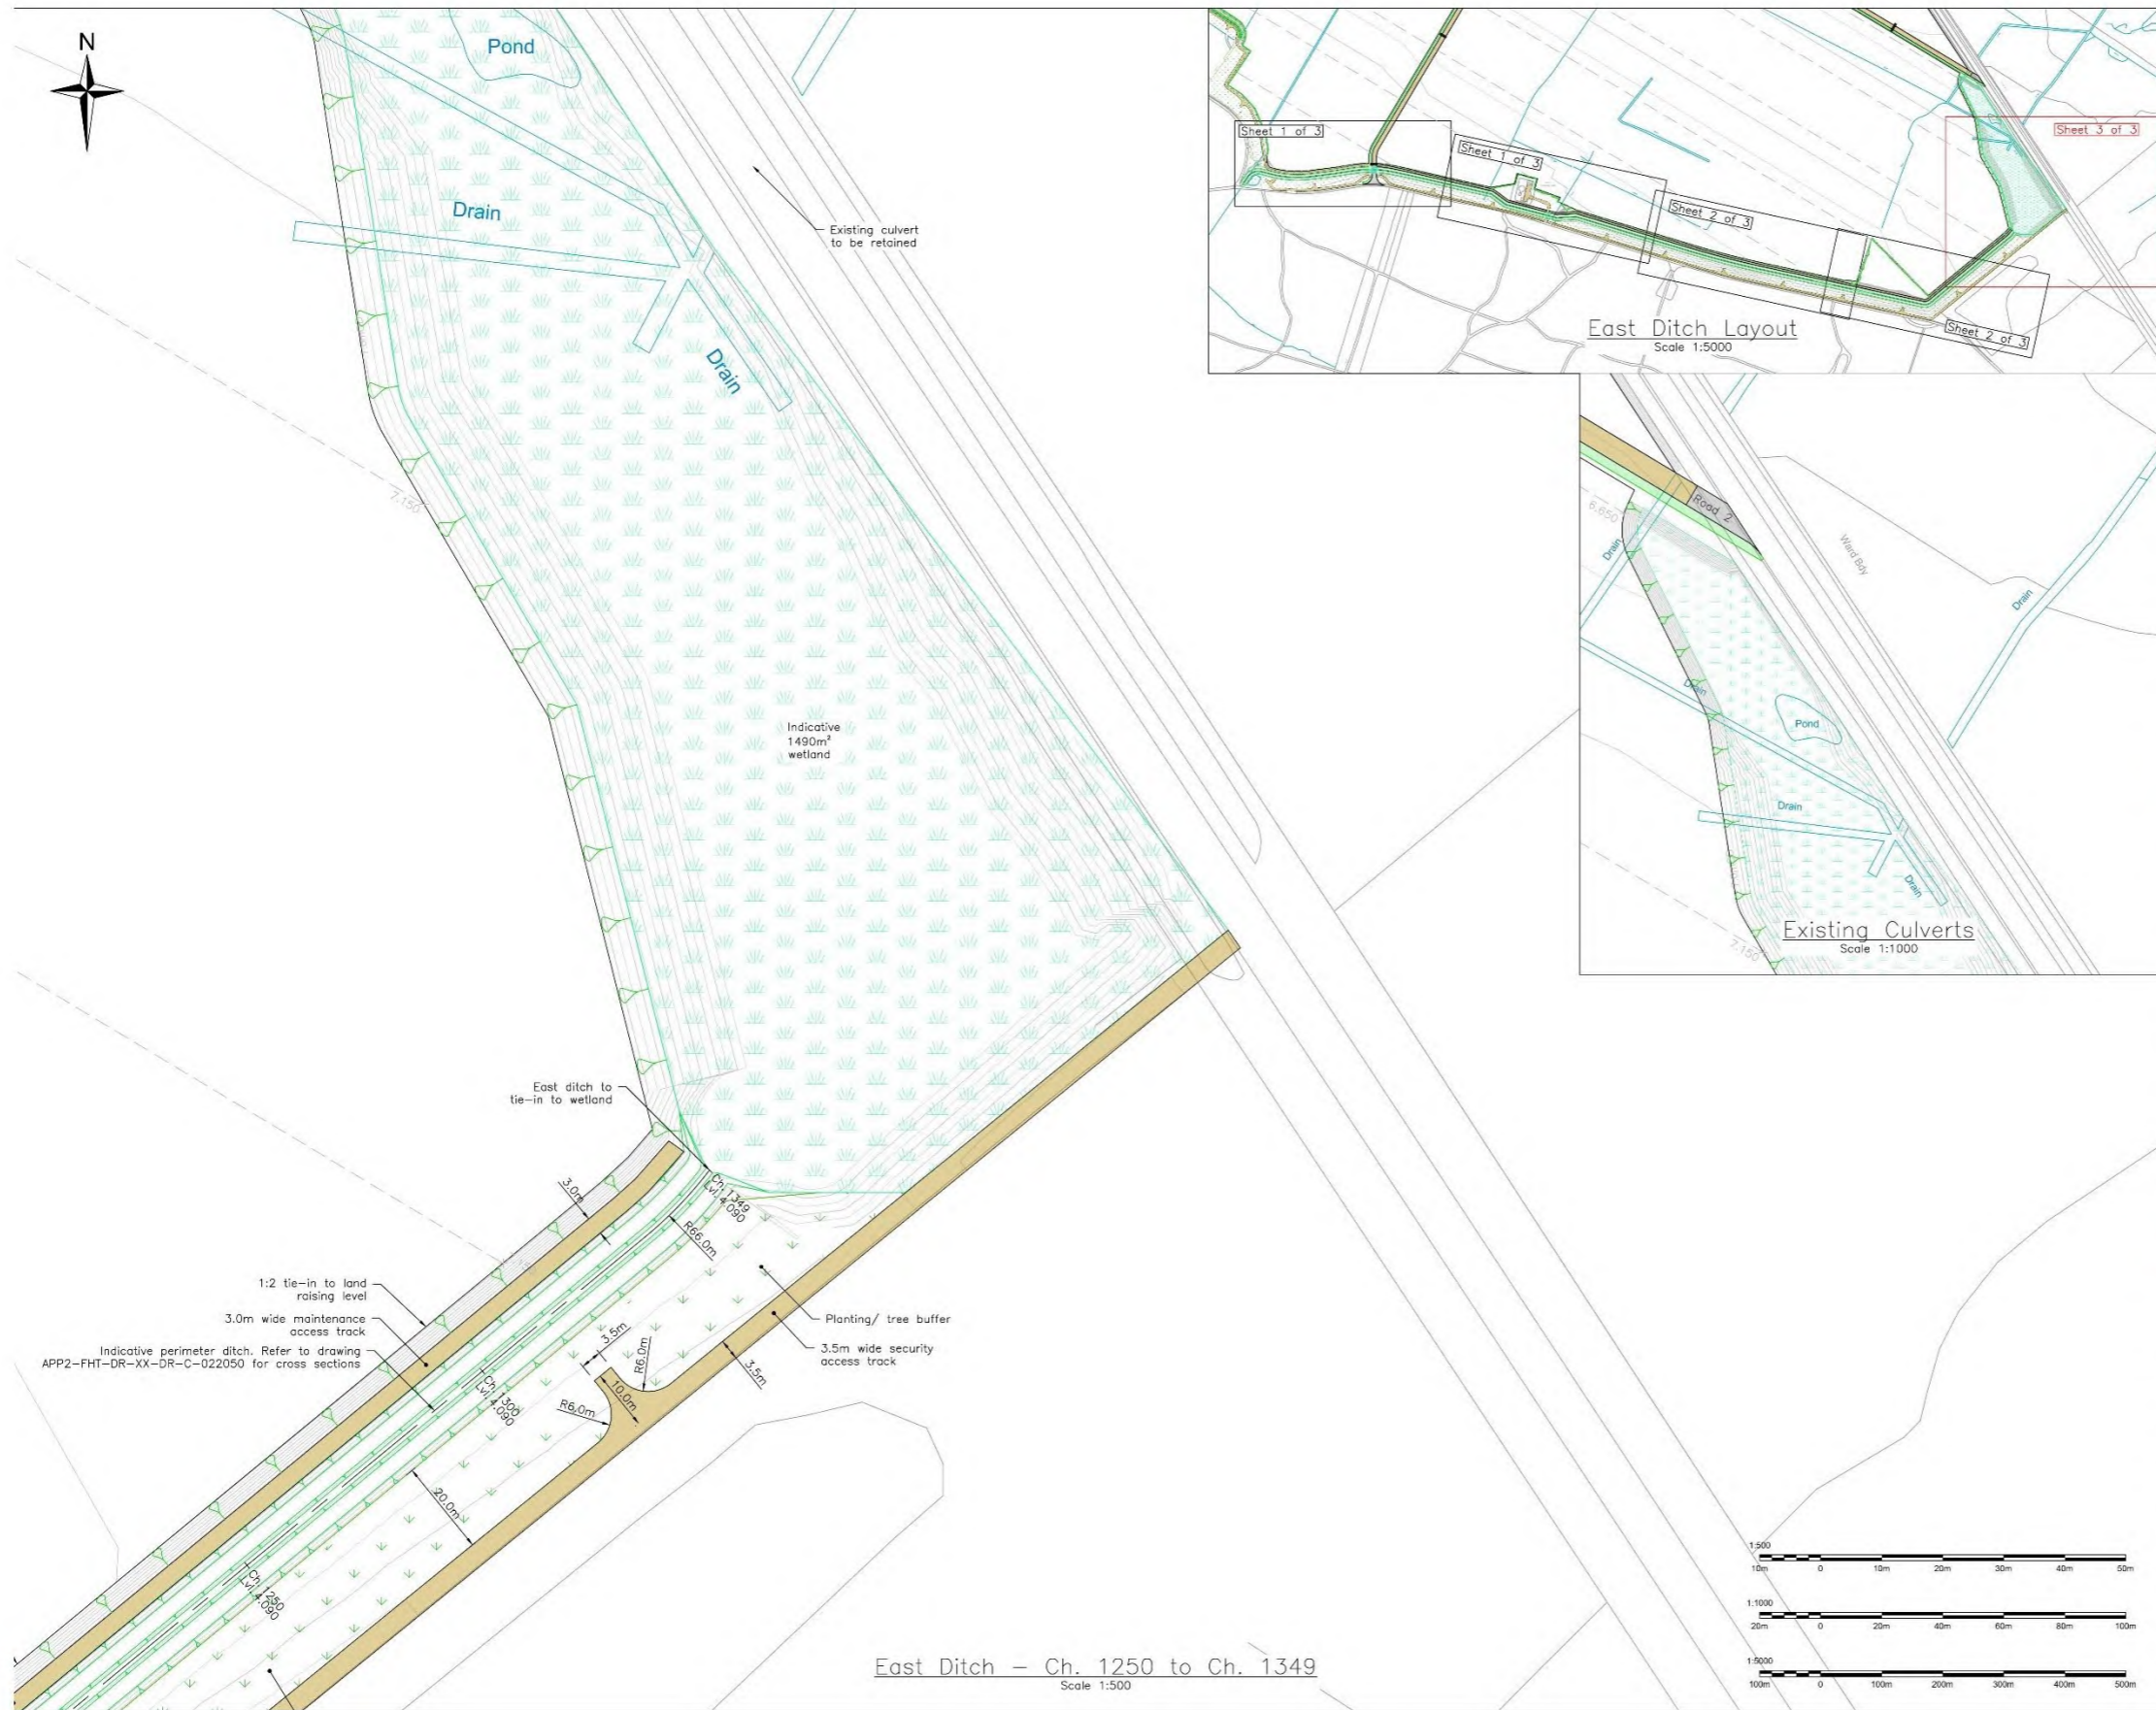 N
Pond
Drain
Drain
Existing culvert
to be retained
7.150
Indicative
1490m²
wetland
East ditch to
tie-in to wetland
3.0m
Ch. 1349
Lvl. 4.090
R66.0m
1:2 tie-in to land
raising level
3.0m wide maintenance
access track
Indicative perimeter ditch. Refer to drawing
APP2-FHT-DR-XX-DR-C-022050 for cross sections
Planting/ tree buffer
3.5m wide security
access track
3.5m
R6.0m
10.0m
R6.0m
3.5m
Ch. 1300
Lvl. 4.090
20.0m
Ch. 1250
Lvl. 4.090
East Ditch - Ch. 1250 to Ch. 1349
Scale 1:500
Sheet 1 of 3
Sheet 1 of 3
Sheet 2 of 3
Sheet 2 of 3
Sheet 3 of 3
East Ditch Layout
Scale 1:5000
Road 2
6.650
Drain
Ward Bdy
Drain
Drain
Pond
Drain
Drain
7.150
Existing Culverts
Scale 1:1000
1:500
10m 0 10m 20m 30m 40m 50m
1:1000
20m 0 20m 40m 60m 80m 100m
1:5000
100m 0 100m 200m 300m 400m 500m